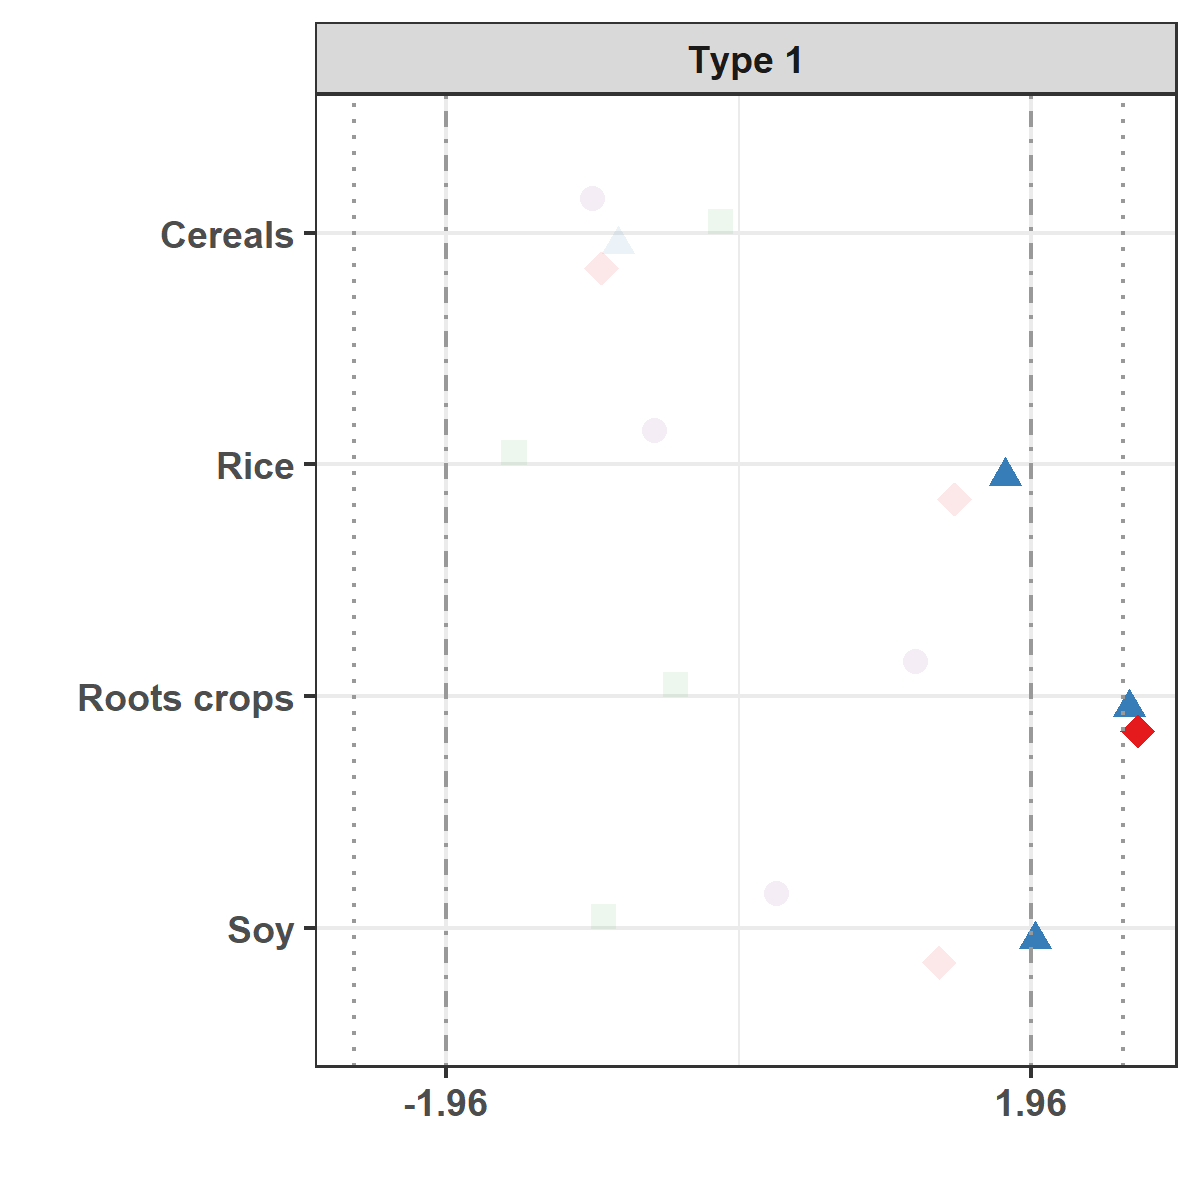 Type 1
Cereals
Rice
Roots crops
Soy
-1.96
1.96